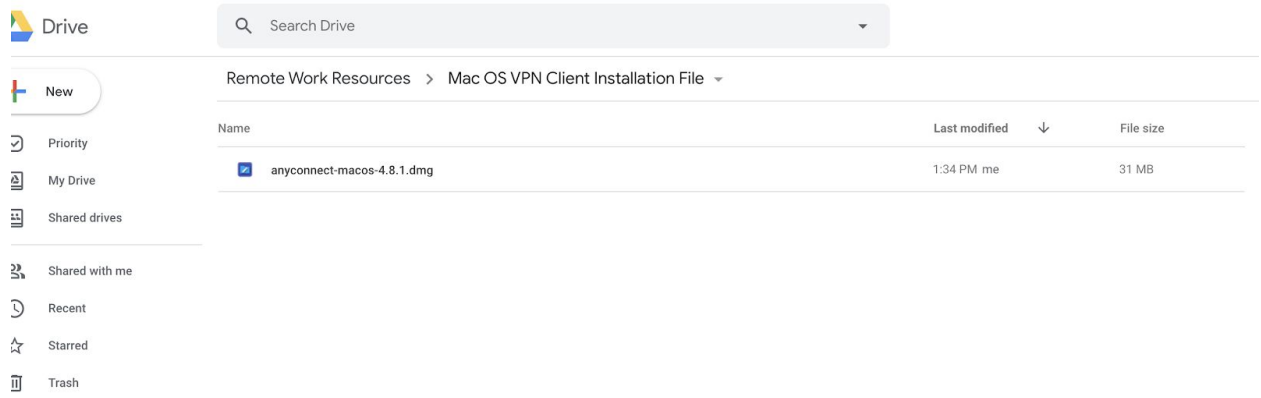 Drive
Search Drive
New
Remote Work Resources > Mac OS VPN Client Installation File
Name Last modified File size
Priority
anyconnect-macos-4.8.1.dmg 1:34 PM me 31 MB
My Drive
Shared drives
Shared with me
Recent
Starred
Trash